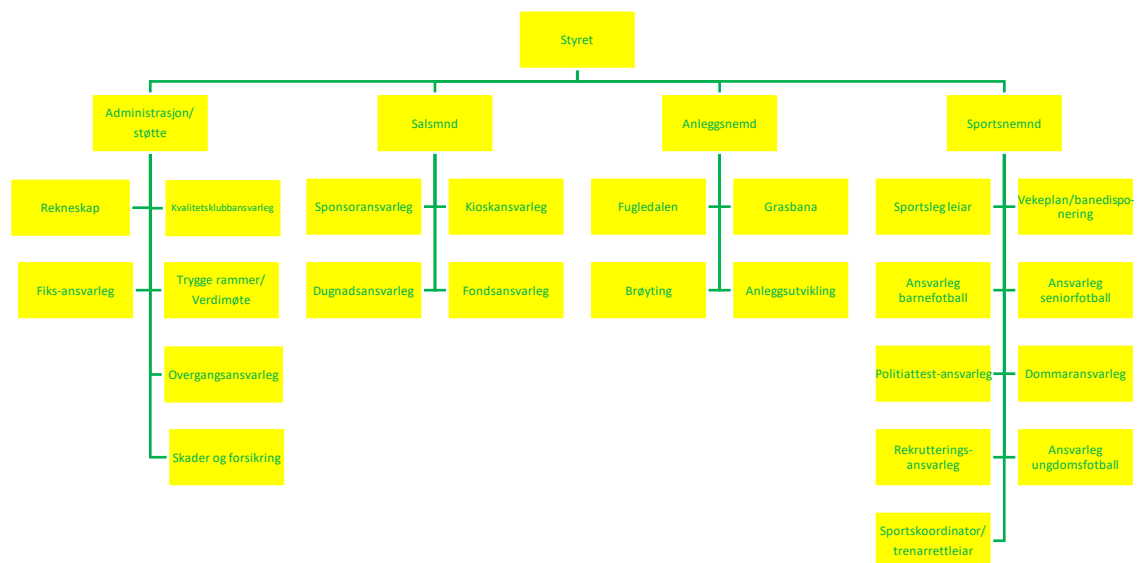 Styret
Administrasjon/
støtte
Salsmnd
Anleggsnemd
Sportsnemnd
Rekneskap
Kvalitetsklubbansvarleg
Sponsoransvarleg
Kioskansvarleg
Fugledalen
Grasbana
Sportsleg leiar
Vekeplan/banedispo-
nering
Fiks-ansvarleg
Trygge rammer/
Verdimøte
Dugnadsansvarleg
Fondsansvarleg
Brøyting
Anleggsutvikling
Ansvarleg
barnefotball
Ansvarleg
seniorfotball
Overgangsansvarleg
Politiattest-ansvarleg
Dommaransvarleg
Skader og forsikring
Rekrutterings-
ansvarleg
Ansvarleg
ungdomsfotball
Sportskoordinator/
trenarrettleiar